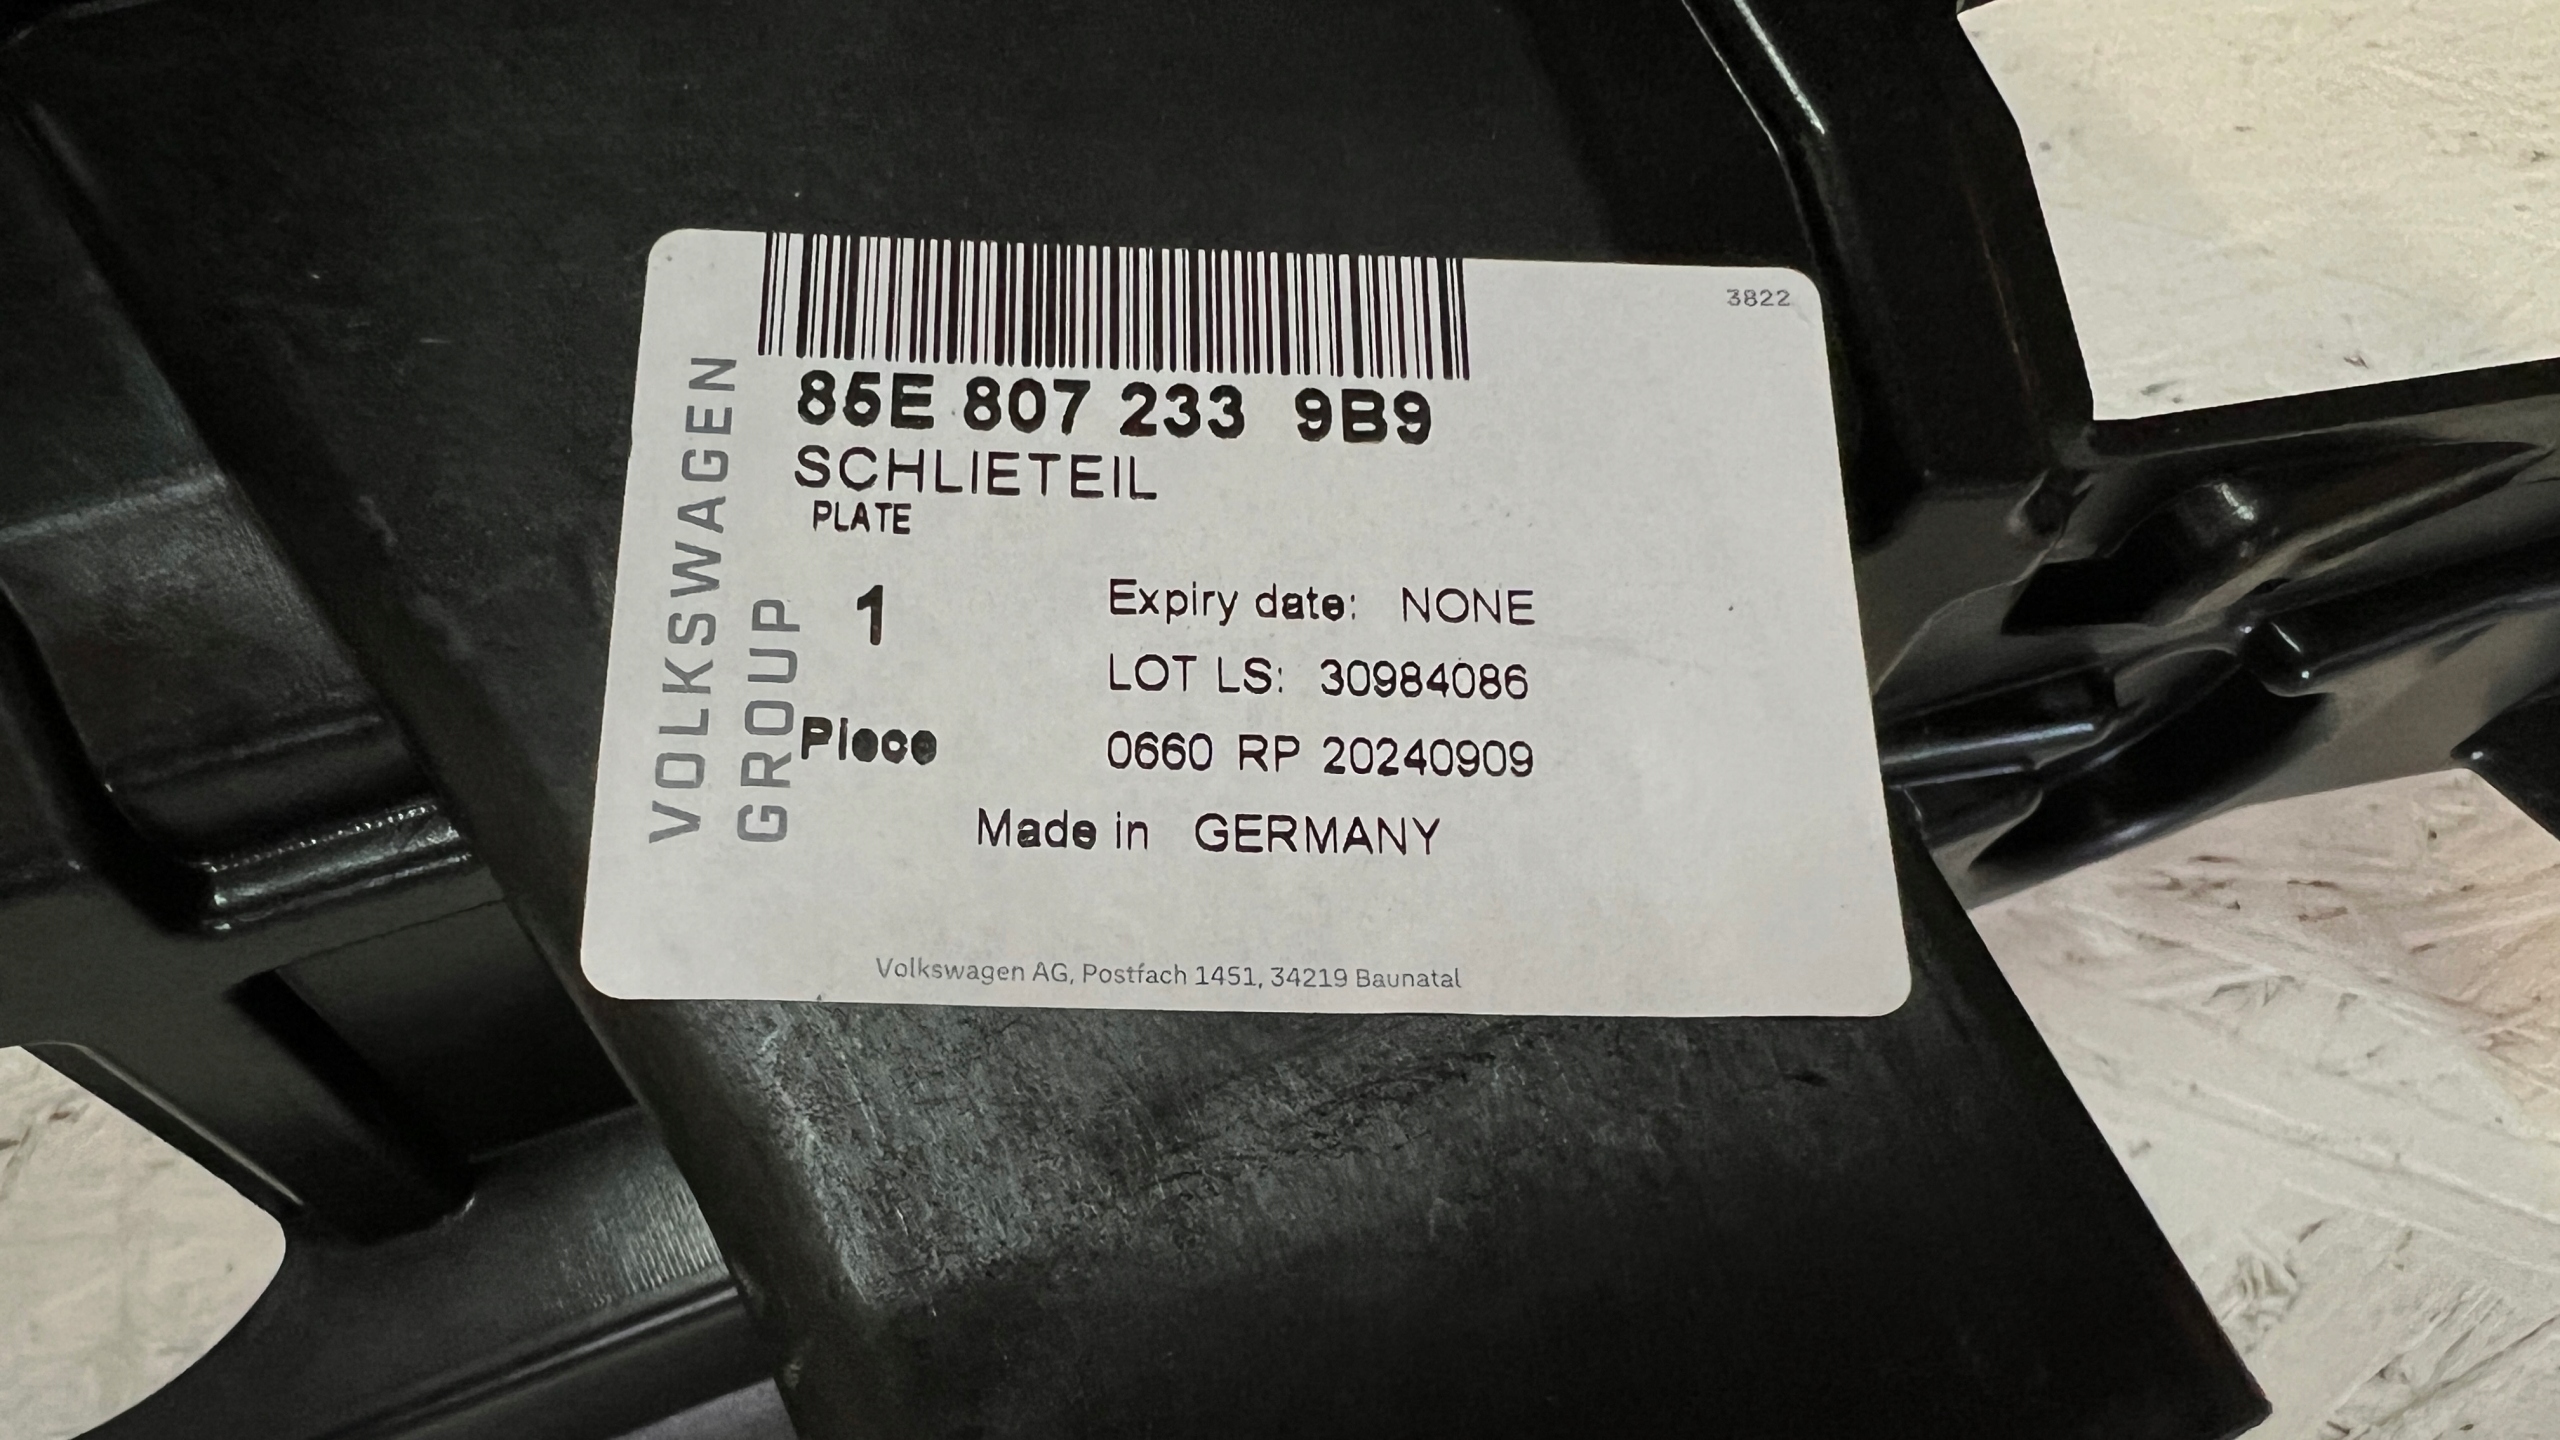 3822
85E 807 233 9B9
SCHLIETEIL
PLATE
VOLKSWAGEN
GROUP
1
Piece
Expiry date: NONE
LOT LS: 30984086
0660 RP 20240909
Made in GERMANY
Volkswagen AG, Postfach 1451, 34219 Baunatal